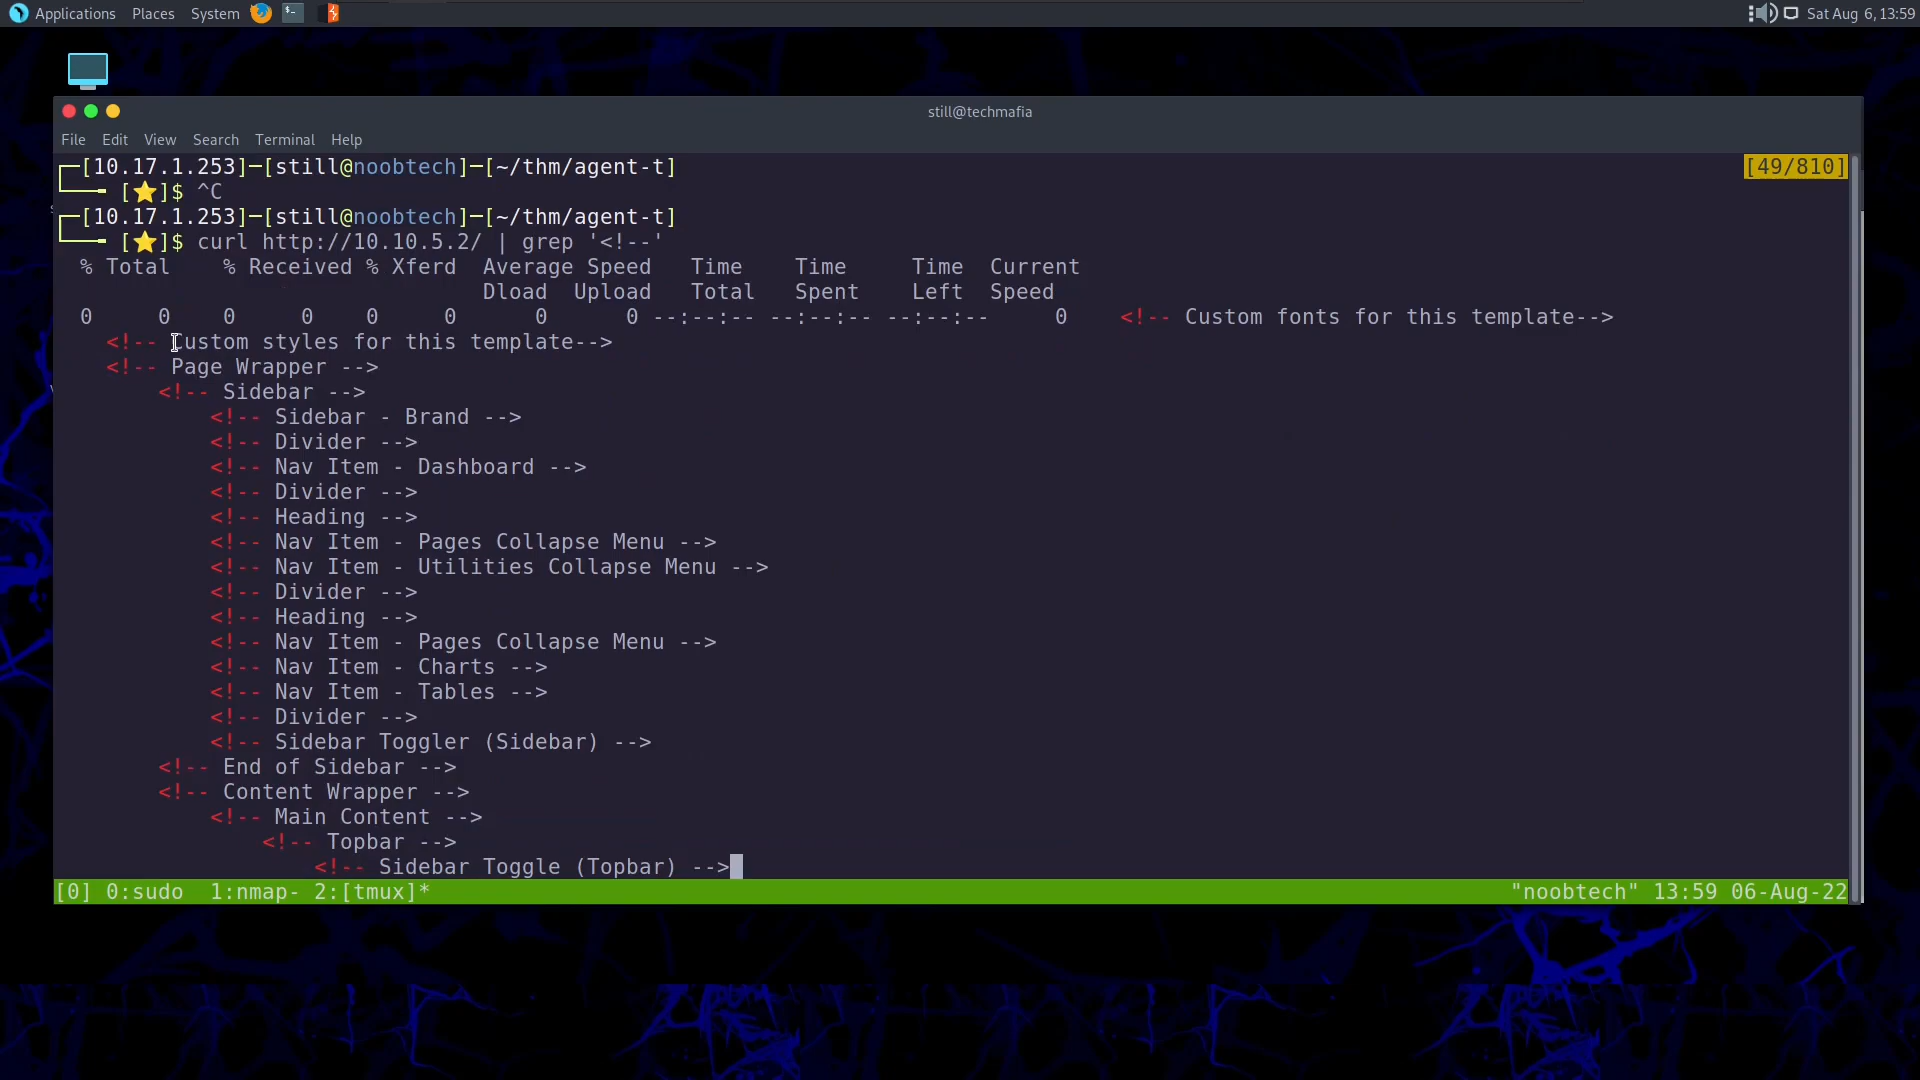 Applications Places System Sat Aug 6, 13:59
still@techmafia
File Edit View Search Terminal Help
┌─[10.17.1.253]─[still@noobtech]─[~/thm/agent-t] [49/810]
└──╼ [⭐]$ ^C
┌─[10.17.1.253]─[still@noobtech]─[~/thm/agent-t]
└──╼ [⭐]$ curl http://10.10.5.2/ | grep '<!--'
% Total % Received % Xferd Average Speed Time Time Time Current
Dload Upload Total Spent Left Speed
0 0 0 0 0 0 0 0 --:--:-- --:--:-- --:--:-- 0 <!-- Custom fonts for this template-->
<!-- Custom styles for this template-->
<!-- Page Wrapper -->
<!-- Sidebar -->
<!-- Sidebar - Brand -->
<!-- Divider -->
<!-- Nav Item - Dashboard -->
<!-- Divider -->
<!-- Heading -->
<!-- Nav Item - Pages Collapse Menu -->
<!-- Nav Item - Utilities Collapse Menu -->
<!-- Divider -->
<!-- Heading -->
<!-- Nav Item - Pages Collapse Menu -->
<!-- Nav Item - Charts -->
<!-- Nav Item - Tables -->
<!-- Divider -->
<!-- Sidebar Toggler (Sidebar) -->
<!-- End of Sidebar -->
<!-- Content Wrapper -->
<!-- Main Content -->
<!-- Topbar -->
<!-- Sidebar Toggle (Topbar) -->
[0] 0:sudo 1:nmap- 2:[tmux]* "noobtech" 13:59 06-Aug-22